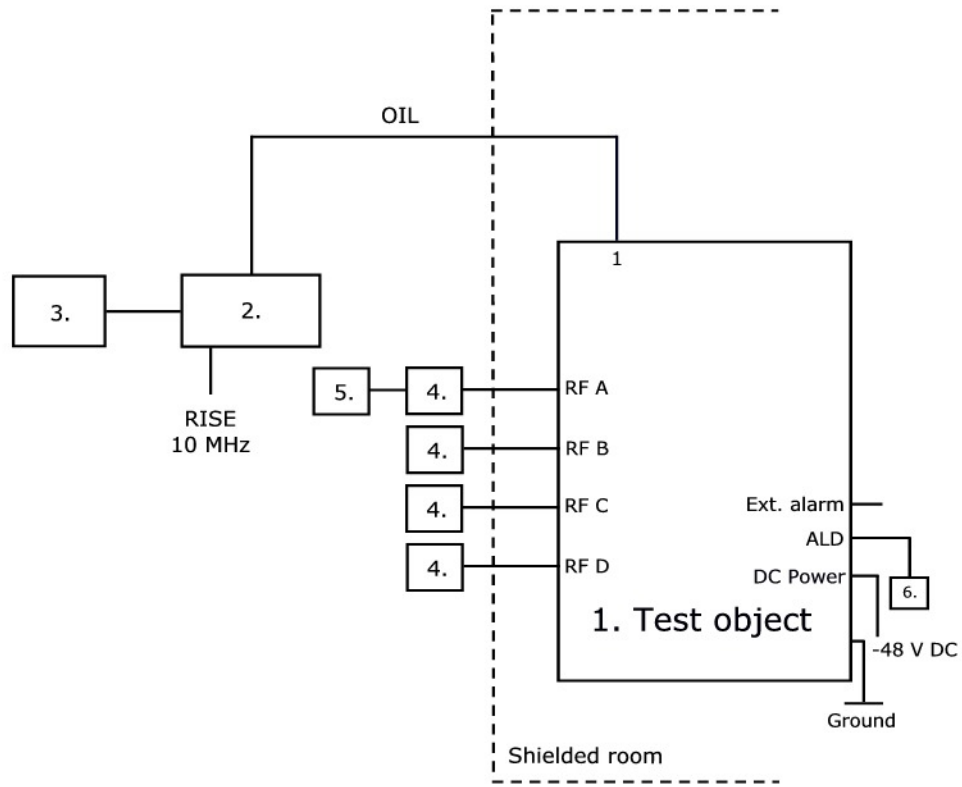 OIL
1
3.
2.
5.
4.
RF A
RISE
10 MHz
4.
RF B
4.
RF C
Ext. alarm
ALD
4.
RF D
DC Power
6.
1. Test object
-48 V DC
Ground
Shielded room